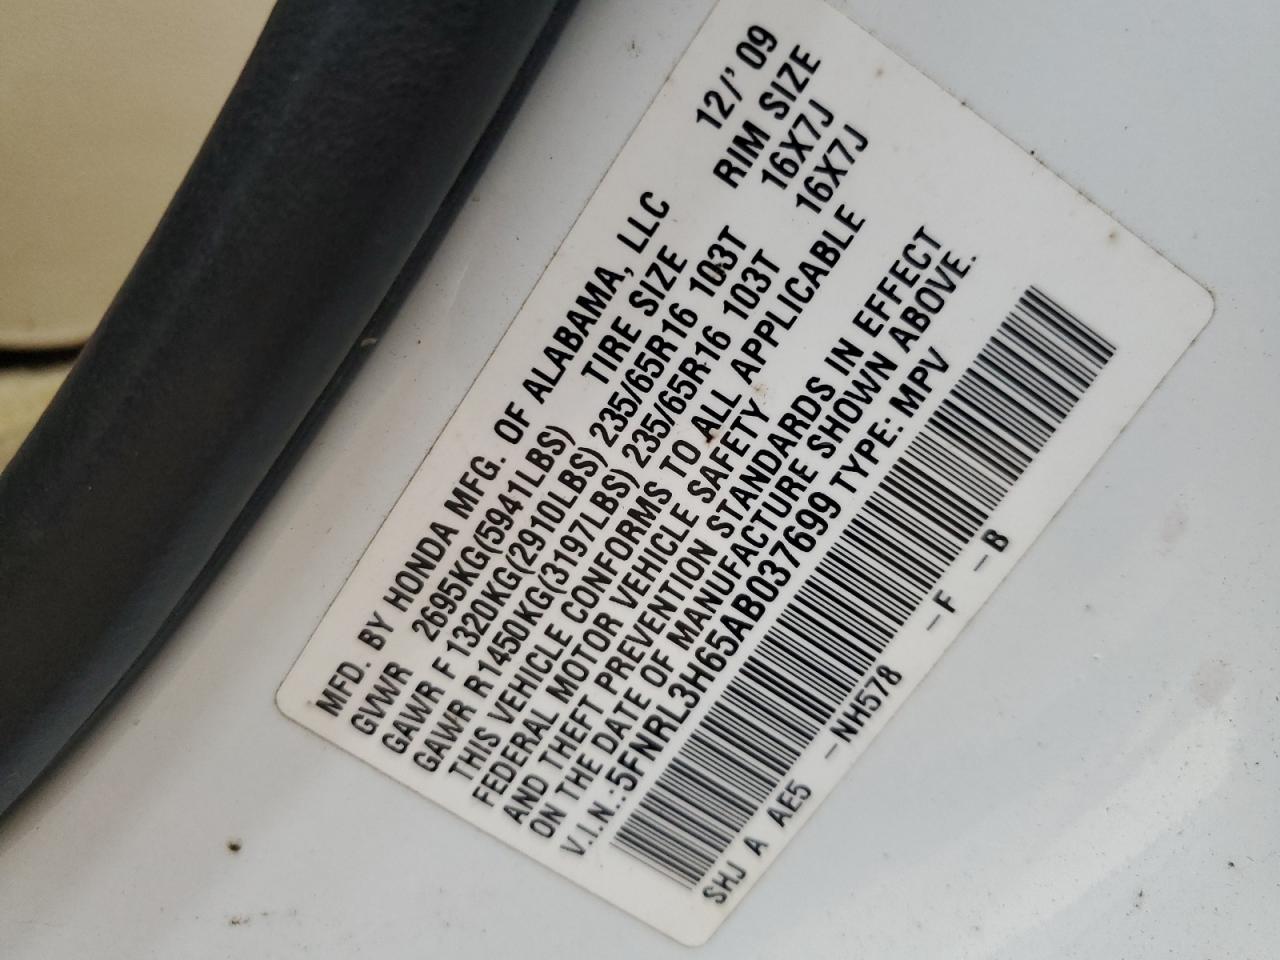 MFD. BY HONDA MFG. OF ALABAMA, LLC 12/'09
GVWR 2695KG(5941LBS) TIRE SIZE RIM SIZE
GAWR F 1320KG(2910LBS) 235/65R16 103T 16X7J
GAWR R1450KG(3197LBS) 235/65R16 103T 16X7J
THIS VEHICLE CONFORMS TO ALL APPLICABLE
FEDERAL MOTOR VEHICLE SAFETY
AND THEFT PREVENTION STANDARDS IN EFFECT
ON THE DATE OF MANUFACTURE SHOWN ABOVE.
V.I.N.:5FNRL3H65AB037699 TYPE: MPV
SHJ A AE5 -NH578 -F -B